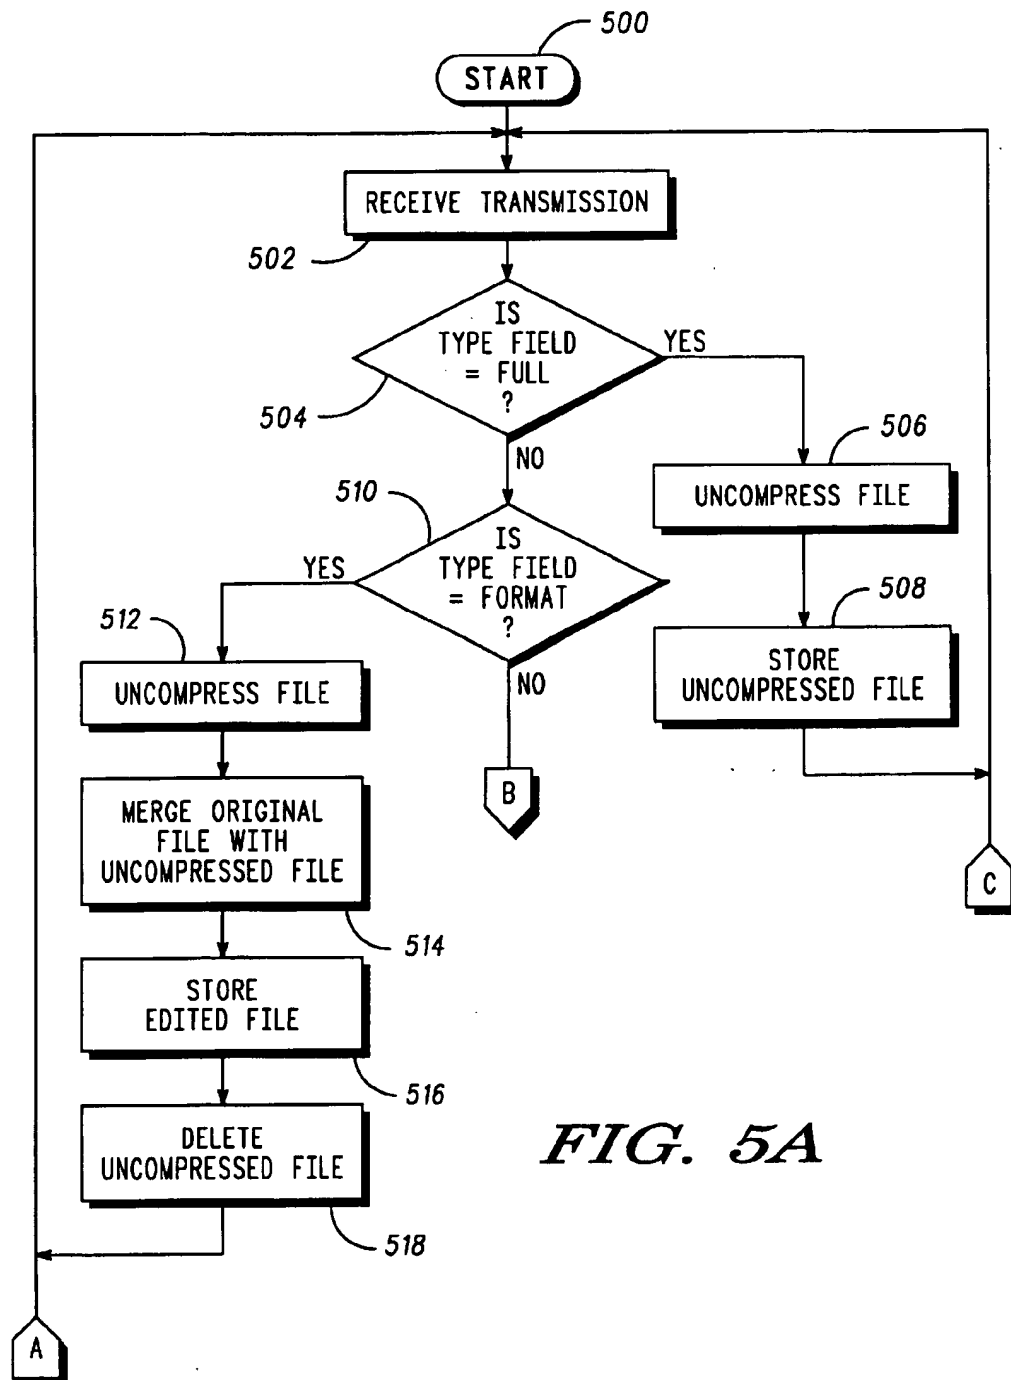 500
START
RECEIVE TRANSMISSION
502
IS
TYPE FIELD
= FULL
?
YES
504
NO
506
UNCOMPRESS FILE
510
IS
TYPE FIELD
= FORMAT
?
YES
NO
508
STORE
UNCOMPRESSED FILE
512
UNCOMPRESS FILE
B
MERGE ORIGINAL
FILE WITH
UNCOMPRESSED FILE
514
C
STORE
EDITED FILE
516
DELETE
UNCOMPRESSED FILE
518
FIG. 5A
A